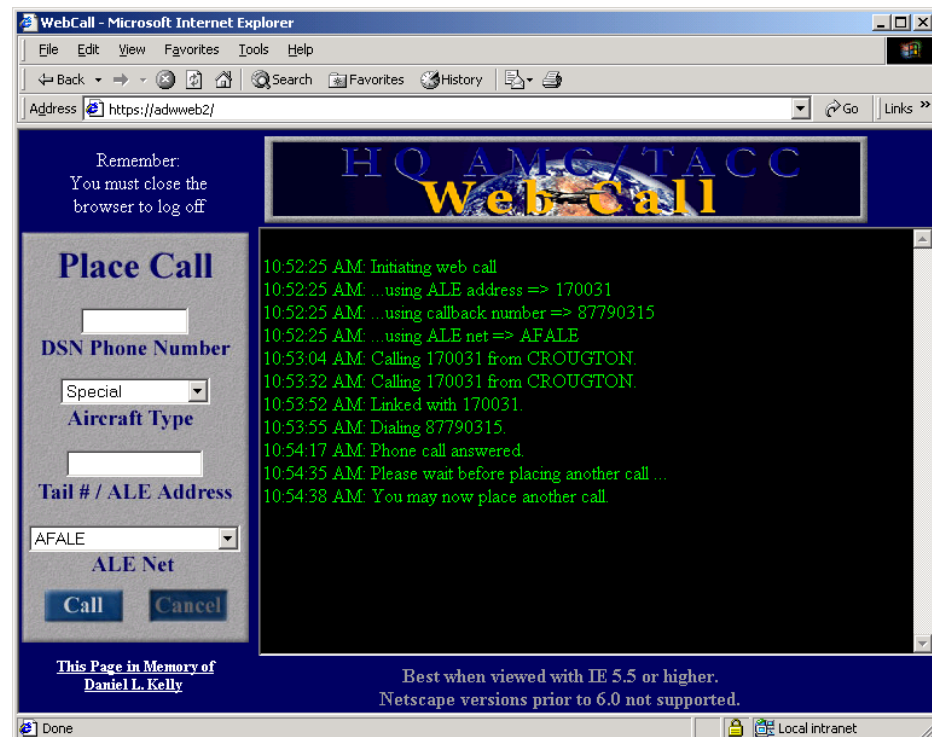 WebCall - Microsoft Internet Explorer
File Edit View Favorites Tools Help
Back Search Favorites History
Address https://adwweb2/ Go Links »
Remember:
You must close the
browser to log off
HQ AMC/TACC
Web Call
Place Call
DSN Phone Number
Special
Aircraft Type
Tail # / ALE Address
AFALE
ALE Net
Call Cancel
10:52:25 AM: Initiating web call
10:52:25 AM: ...using ALE address => 170031
10:52:25 AM: ...using callback number => 87790315
10:52:25 AM: ...using ALE net => AFALE
10:53:04 AM: Calling 170031 from CROUGTON.
10:53:32 AM: Calling 170031 from CROUGTON.
10:53:52 AM: Linked with 170031.
10:53:55 AM: Dialing 87790315.
10:54:17 AM: Phone call answered.
10:54:35 AM: Please wait before placing another call ...
10:54:38 AM: You may now place another call.
This Page in Memory of
Daniel L. Kelly
Best when viewed with IE 5.5 or higher.
Netscape versions prior to 6.0 not supported.
Done Local intranet